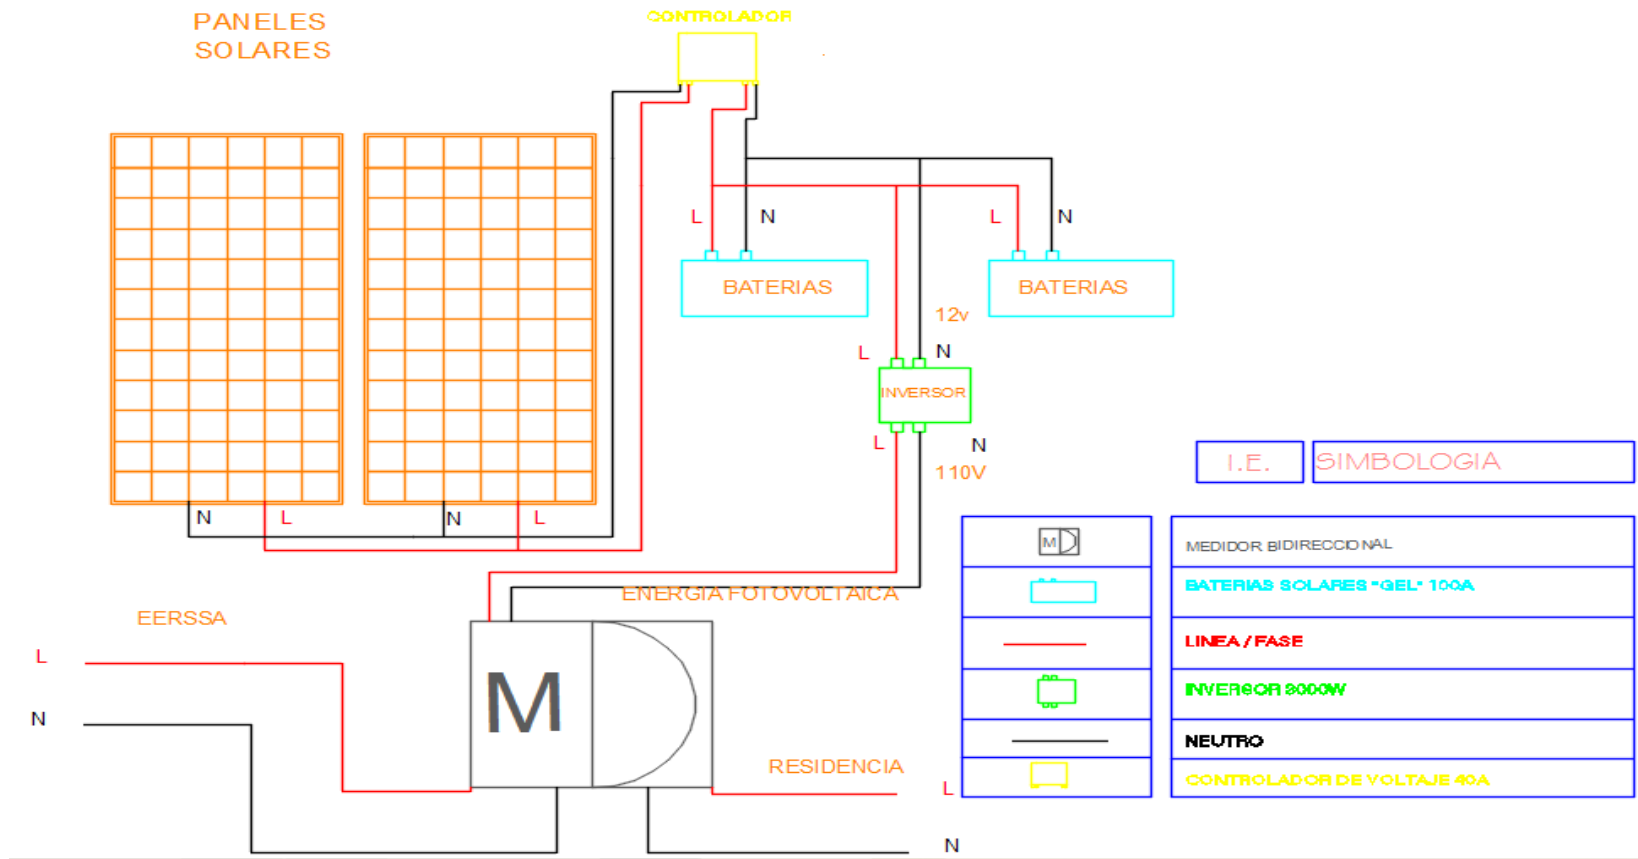 PANELES
SOLARES
CONTROLADOR
L
N
L
N
BATERIAS
BATERIAS
12v
L
N
INVERSOR
L
N
110V
N
L
N
L
I.E.
SIMBOLOGIA
M
MEDIDOR BIDIRECCIONAL
BATERIAS SOLARES "GEL" 100A
LINEA / FASE
INVERSOR 3000W
NEUTRO
CONTROLADOR DE VOLTAJE 40A
ENERGIA FOTOVOLTAICA
EERSSA
L
N
M
RESIDENCIA
L
N